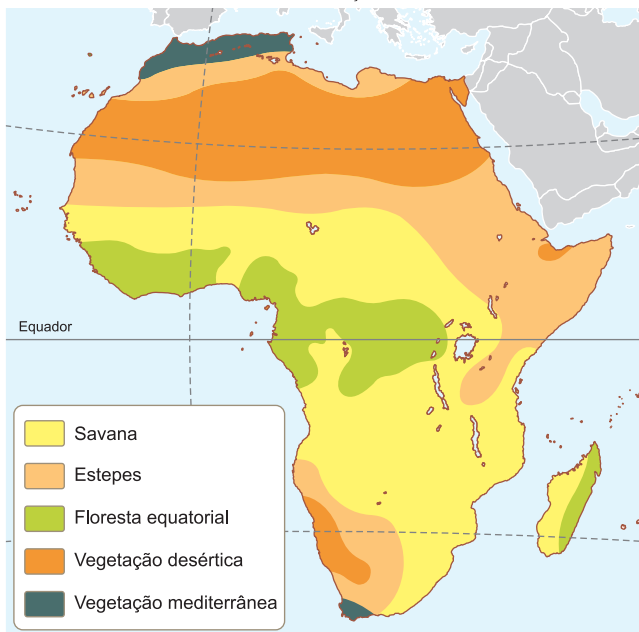 Equador
Savana
Estepes
Floresta equatorial
Vegetação desértica
Vegetação mediterrânea